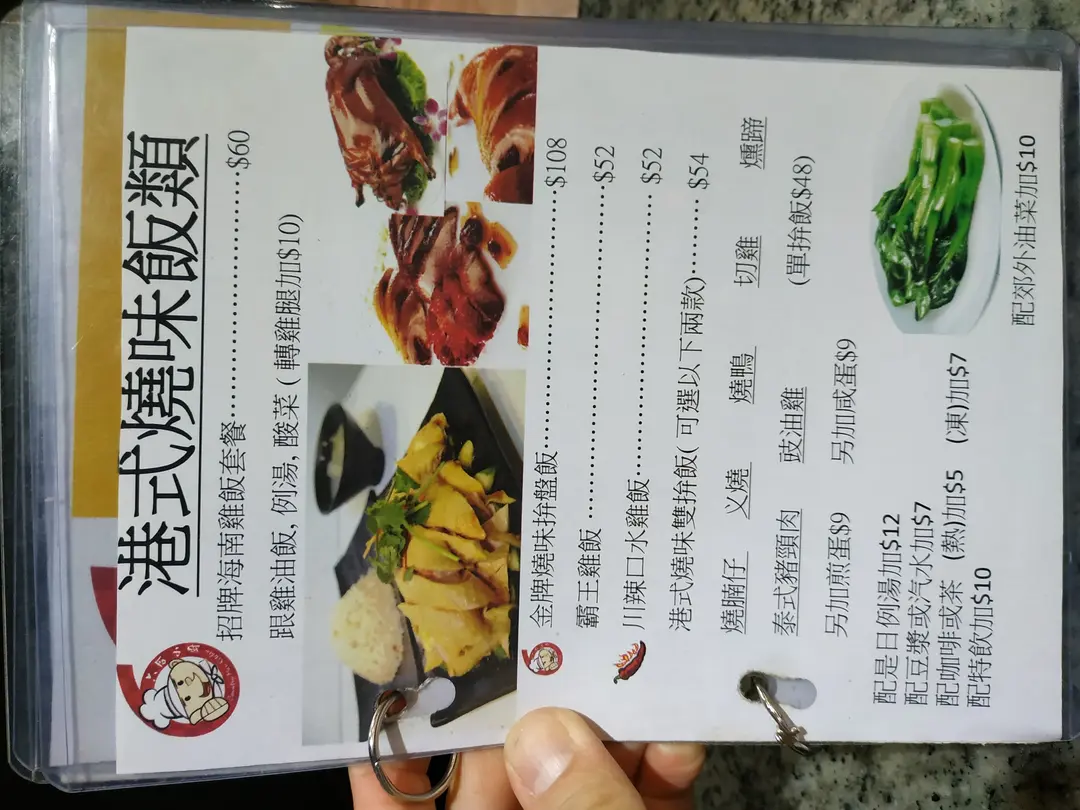 港式燒味飯類
招牌海南雞飯套餐....................$60
跟雞油飯, 例湯, 酸菜 ( 轉雞腿加$10)
金牌燒味拚盤飯....................$108
霸王雞飯 ....................$52
川辣口水雞飯....................$52
港式燒味雙拚飯( 可選以下兩款)........$54
燒腩仔 义燒 燒鴨 切雞 燻蹄
泰式豬頸肉 豉油雞 (單拚飯$48)
另加煎蛋$9 另加咸蛋$9
配是日例湯加$12
配豆漿或汽水加$7
配咖啡或茶 (熱)加$5 (凍)加$7
配特飲加$10
配郊外油菜加$10